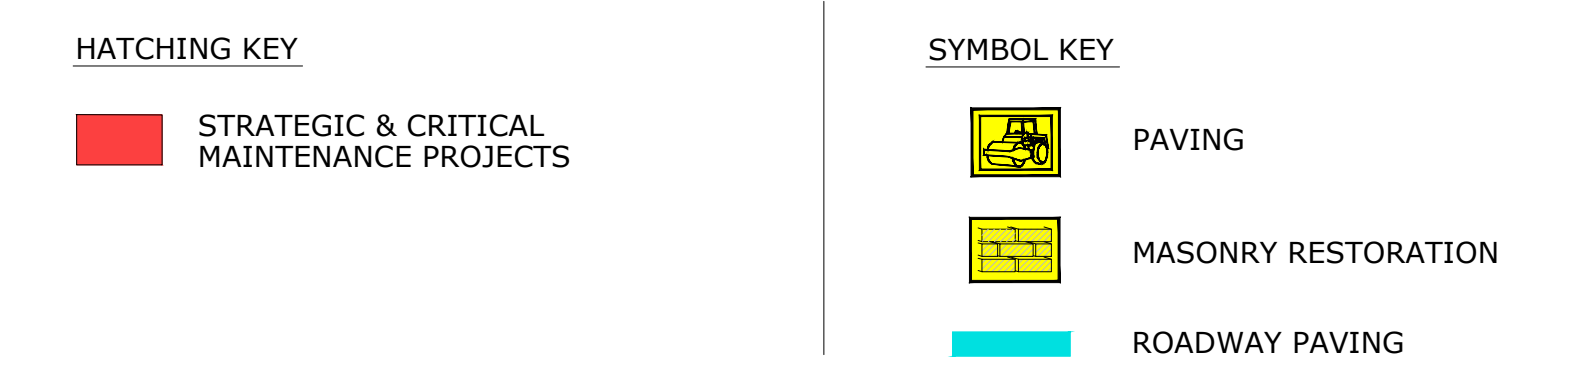 HATCHING KEY
STRATEGIC & CRITICAL
MAINTENANCE PROJECTS
SYMBOL KEY
PAVING
MASONRY RESTORATION
ROADWAY PAVING